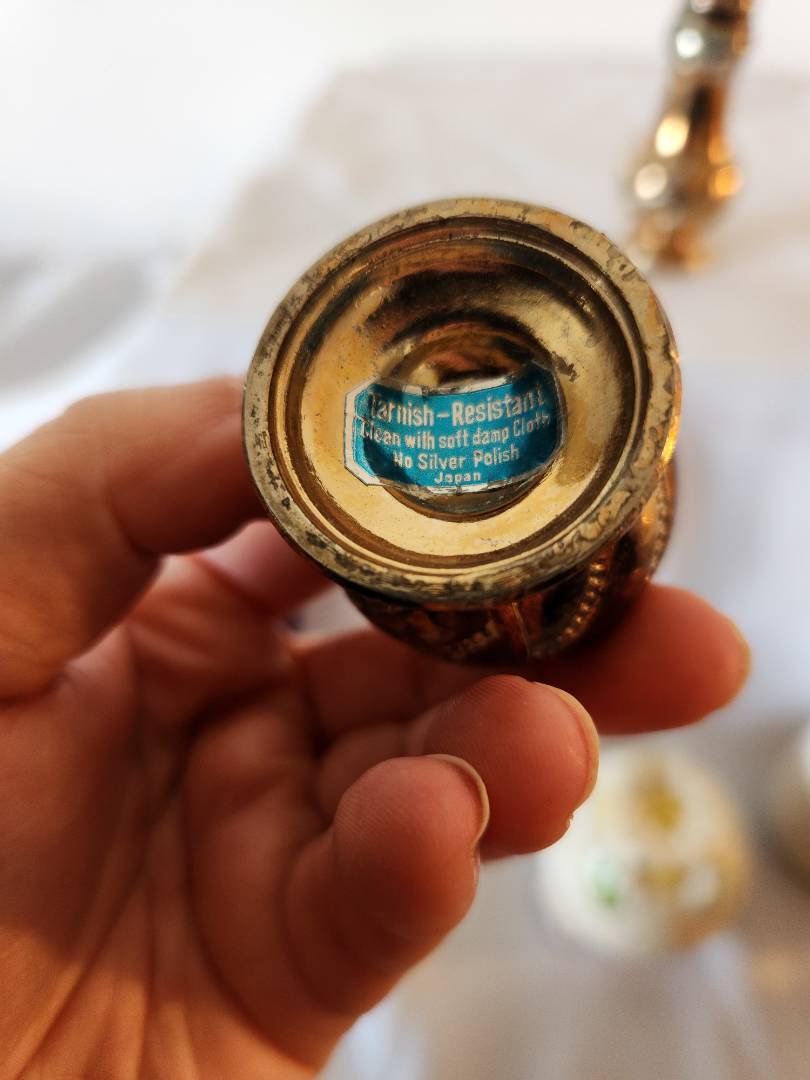 Tarnish-Resistant
Clean with soft damp Cloth
No Silver Polish
Japan